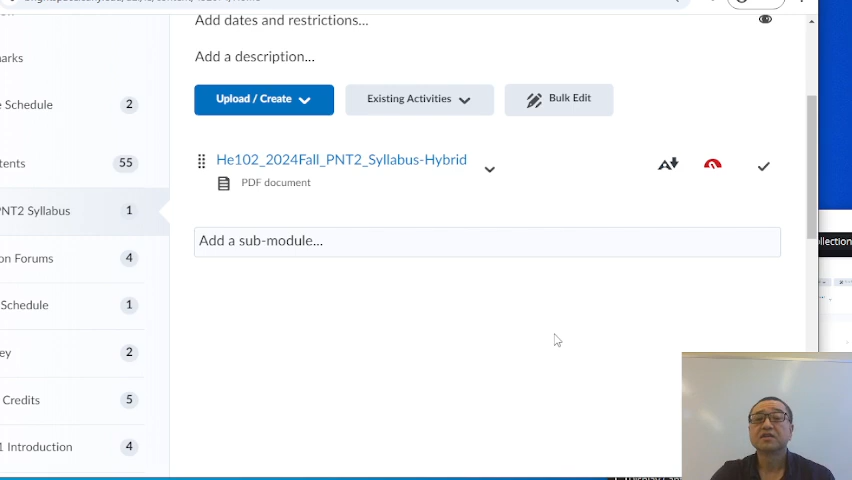 Add dates and restrictions...
arks
Add a description...
Upload / Create
Existing Activities
Bulk Edit
Schedule
2
tents
55
He102_2024Fall_PNT2_Syllabus-Hybrid
PDF document
PNT2 Syllabus
1
Add a sub-module...
ollection
on Forums
4
Schedule
1
ey
2
Credits
5
1 Introduction
4